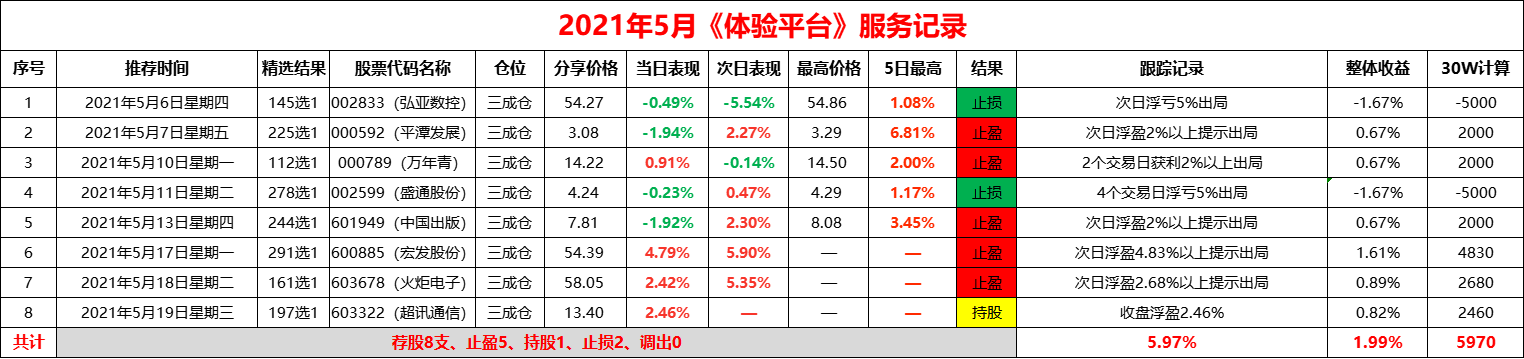 2021年5月《体验平台》服务记录
序号 推荐时间 精选结果 股票代码名称 仓位 分享价格 当日表现 次日表现 最高价格 5日最高 结果 跟踪记录 整体收益 30W计算
1 2021年5月6日星期四 145选1 002833（弘亚数控） 三成仓 54.27 -0.49% -5.54% 54.86 1.08% 止损 次日浮亏5%出局 -1.67% -5000
2 2021年5月7日星期五 225选1 000592（平潭发展） 三成仓 3.08 -1.94% 2.27% 3.29 6.81% 止盈 次日浮盈2%以上提示出局 0.67% 2000
3 2021年5月10日星期一 112选1 000789（万年青） 三成仓 14.22 0.91% -0.14% 14.50 2.00% 止盈 2个交易日获利2%以上出局 0.67% 2000
4 2021年5月11日星期二 278选1 002599（盛通股份） 三成仓 4.24 -0.23% 0.47% 4.29 1.17% 止损 4个交易日浮亏5%出局 -1.67% -5000
5 2021年5月13日星期四 244选1 601949（中国出版） 三成仓 7.81 -1.92% 2.30% 8.08 3.45% 止盈 次日浮盈2%以上提示出局 0.67% 2000
6 2021年5月17日星期一 291选1 600885（宏发股份） 三成仓 54.39 4.79% 5.90% — — 止盈 次日浮盈4.83%以上提示出局 1.61% 4830
7 2021年5月18日星期二 161选1 603678（火炬电子） 三成仓 58.05 2.42% 5.35% — — 止盈 次日浮盈2.68%以上提示出局 0.89% 2680
8 2021年5月19日星期三 197选1 603322（超讯通信） 三成仓 13.40 2.46% — — — 持股 收盘浮盈2.46% 0.82% 2460
共计 荐股8支、止盈5、持股1、止损2、调出0 5.97% 1.99% 5970